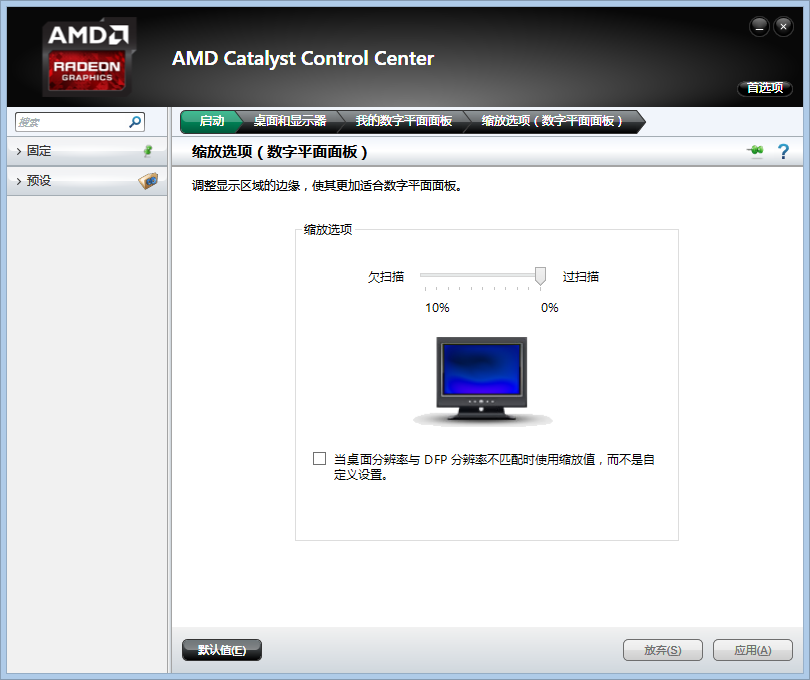 AMD
RADEON
GRAPHICS
AMD Catalyst Control Center
首选项
搜索
启动 桌面和显示器 我的数字平面面板 缩放选项（数字平面面板）
固定
预设
缩放选项（数字平面面板） ?
调整显示区域的边缘，使其更加适合数字平面面板。
缩放选项
欠扫描 过扫描
10% 0%
当桌面分辨率与 DFP 分辨率不匹配时使用缩放值，而不是自
定义设置。
默认值(E) 放弃(S) 应用(A)